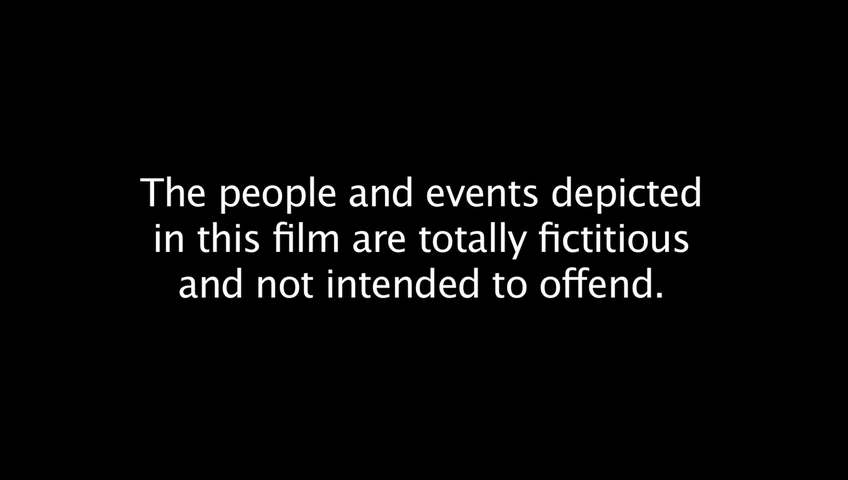 The people and events depicted
in this film are totally fictitious
and not intended to offend.